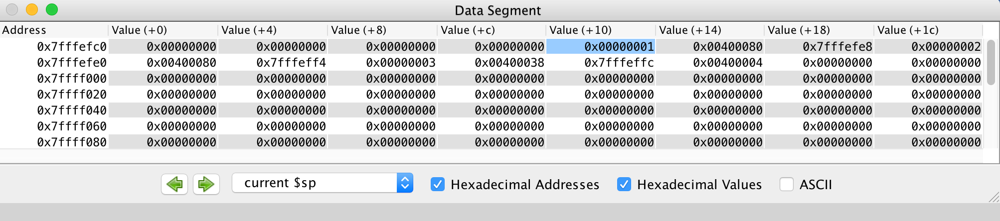 Data Segment
Address Value (+0) Value (+4) Value (+8) Value (+c) Value (+10) Value (+14) Value (+18) Value (+1c)
0x7fffefc0 0x00000000 0x00000000 0x00000000 0x00000000 0x00000001 0x00400080 0x7fffefe8 0x00000002
0x7fffefe0 0x00400080 0x7fffeff4 0x00000003 0x00400038 0x7fffeffc 0x00400004 0x00000000 0x00000000
0x7ffff000 0x00000000 0x00000000 0x00000000 0x00000000 0x00000000 0x00000000 0x00000000 0x00000000
0x7ffff020 0x00000000 0x00000000 0x00000000 0x00000000 0x00000000 0x00000000 0x00000000 0x00000000
0x7ffff040 0x00000000 0x00000000 0x00000000 0x00000000 0x00000000 0x00000000 0x00000000 0x00000000
0x7ffff060 0x00000000 0x00000000 0x00000000 0x00000000 0x00000000 0x00000000 0x00000000 0x00000000
0x7ffff080 0x00000000 0x00000000 0x00000000 0x00000000 0x00000000 0x00000000 0x00000000 0x00000000
current $sp Hexadecimal Addresses Hexadecimal Values ASCII